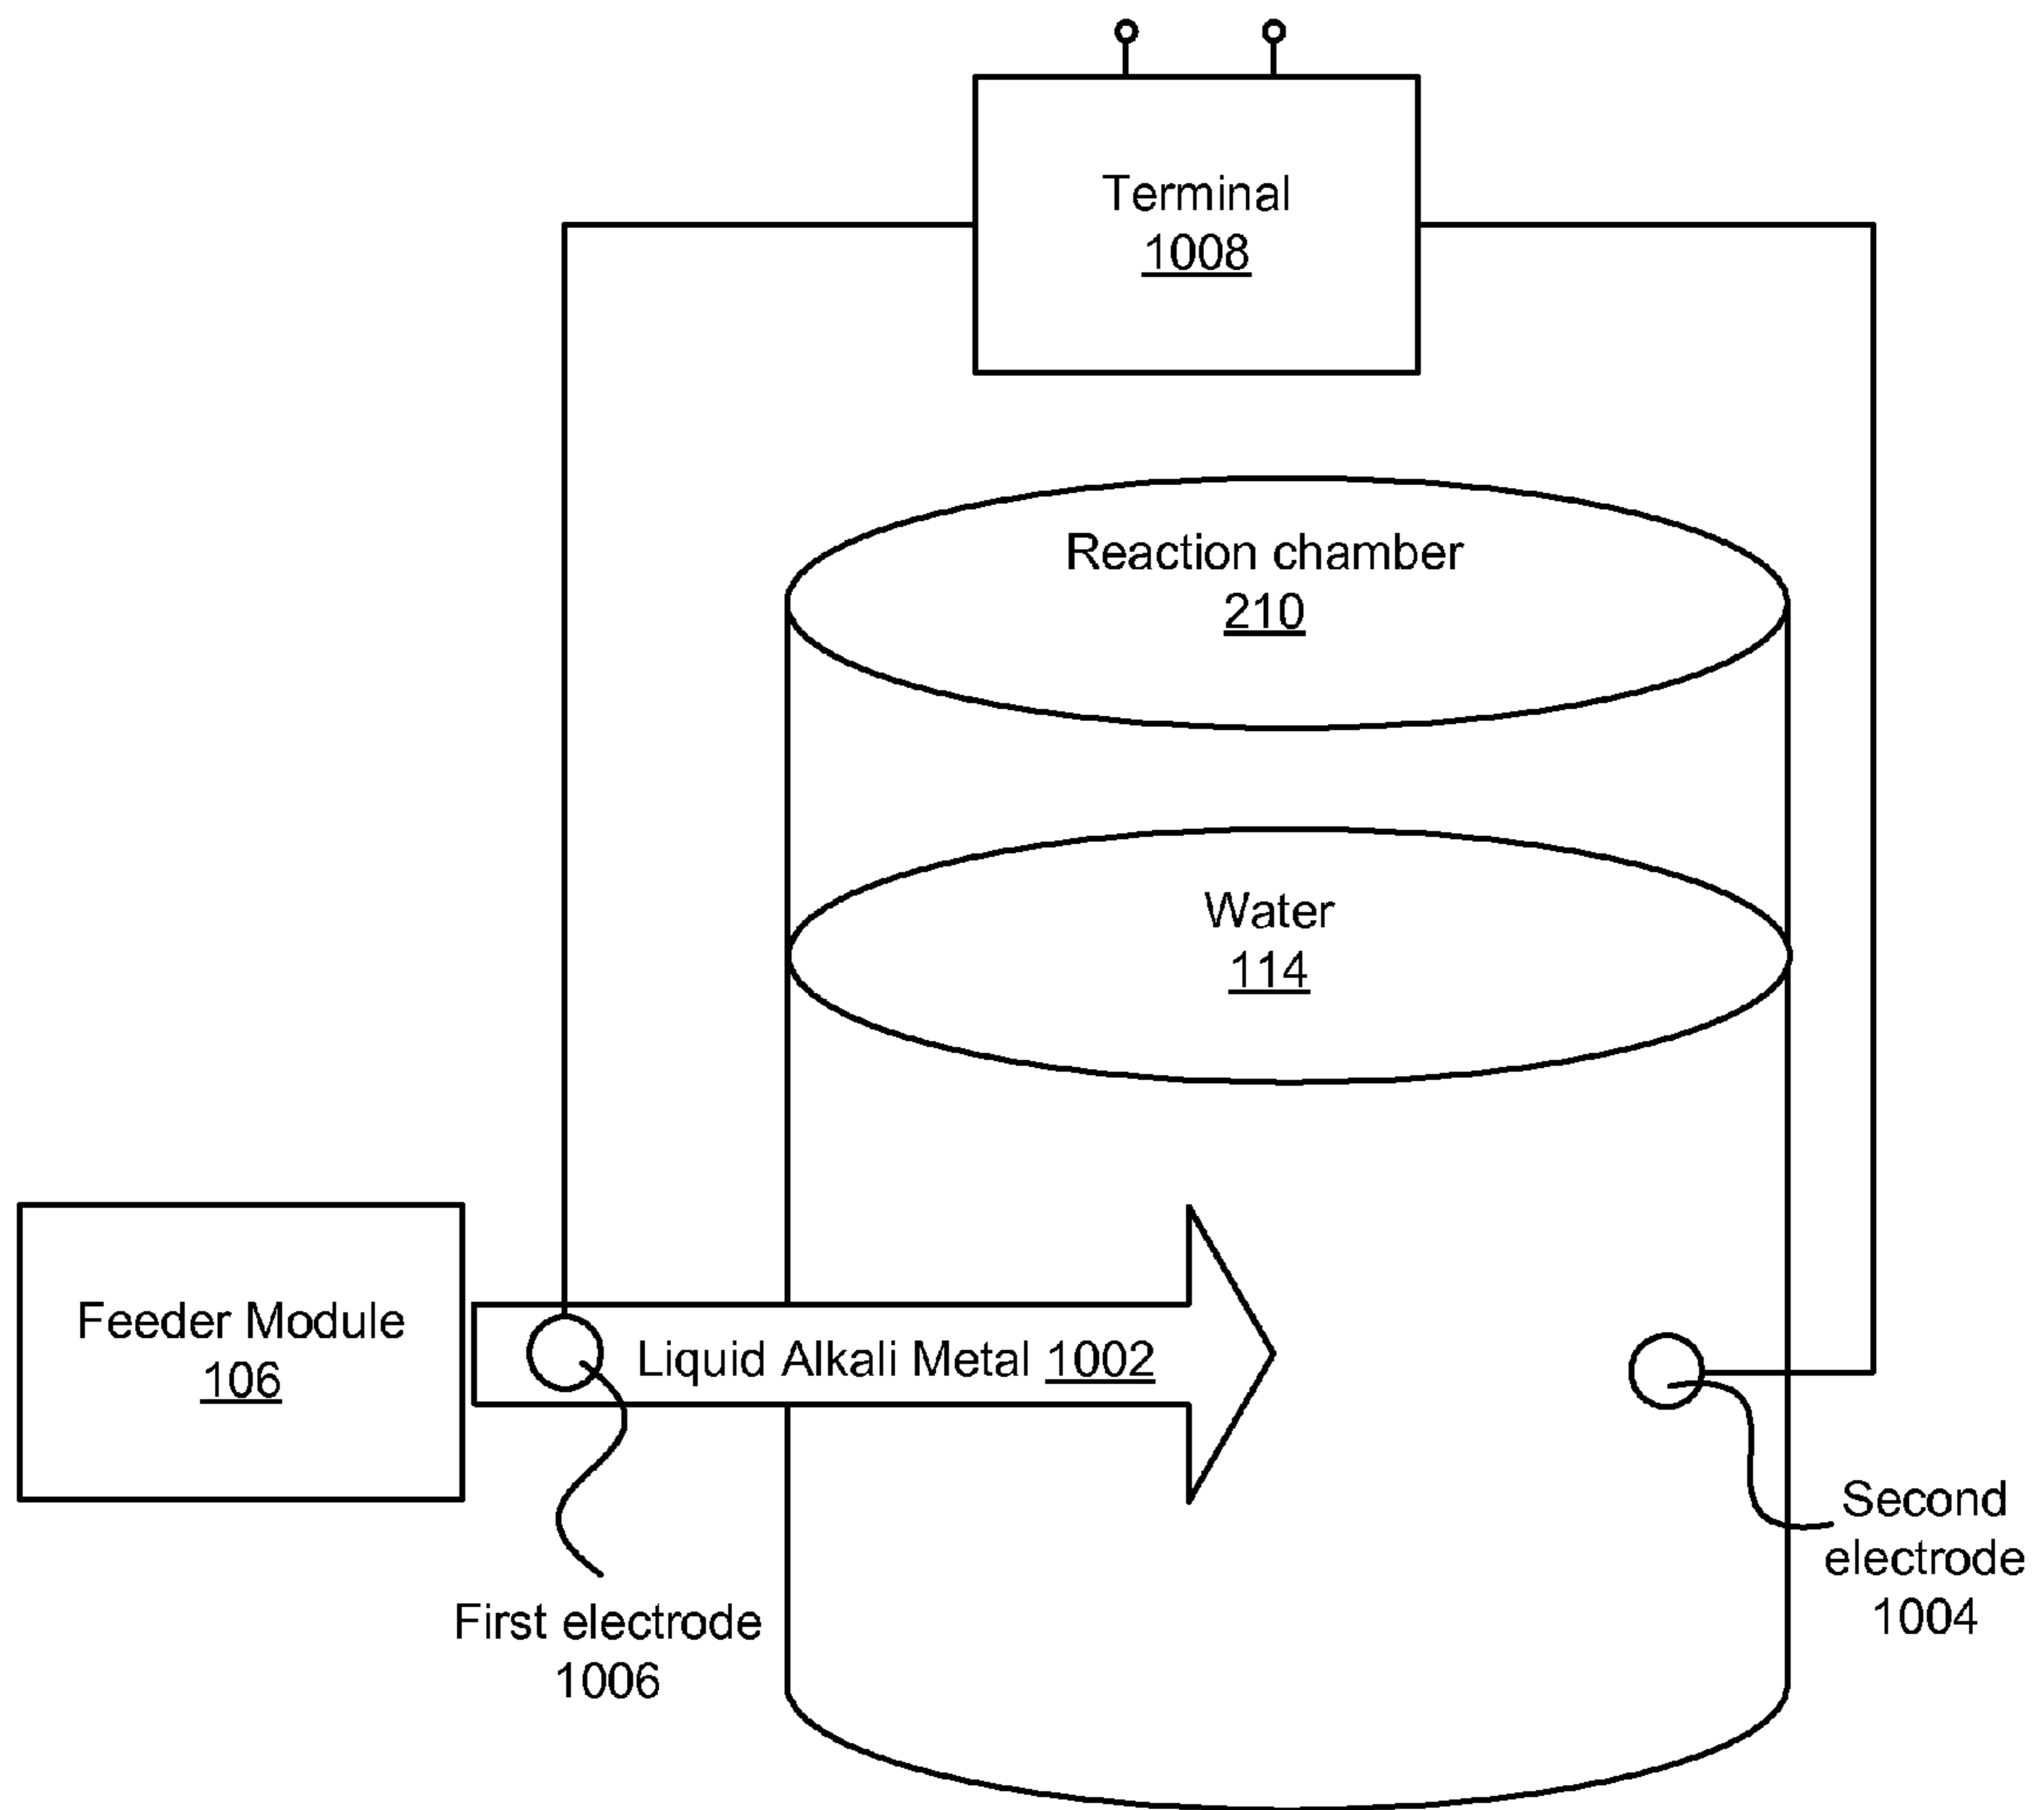 Terminal
1008
Reaction chamber
210
Water
114
Feeder Module
106
Liquid Alkali Metal 1002
First electrode
1006
Second
electrode
1004